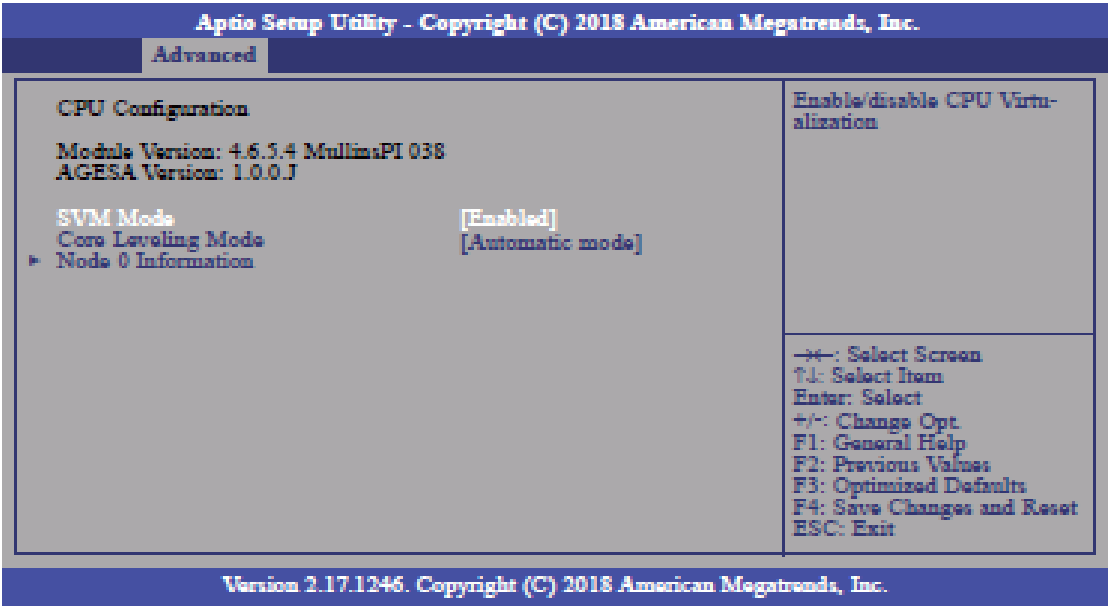 Aptio Setup Utility - Copyright (C) 2018 American Megatrends, Inc.
Advanced
CPU Configuration
Module Version: 4.6.5.4 MullinsPI 038
AGESA Version: 1.0.0.J
SVM Mode [Enabled]
Core Leveling Mode [Automatic mode]
Node 0 Information
Enable/disable CPU Virtu-
alization
→←: Select Screen
↑↓: Select Item
Enter: Select
+/-: Change Opt.
F1: General Help
F2: Previous Values
F3: Optimized Defaults
F4: Save Changes and Reset
ESC: Exit
Version 2.17.1246. Copyright (C) 2018 American Megatrends, Inc.